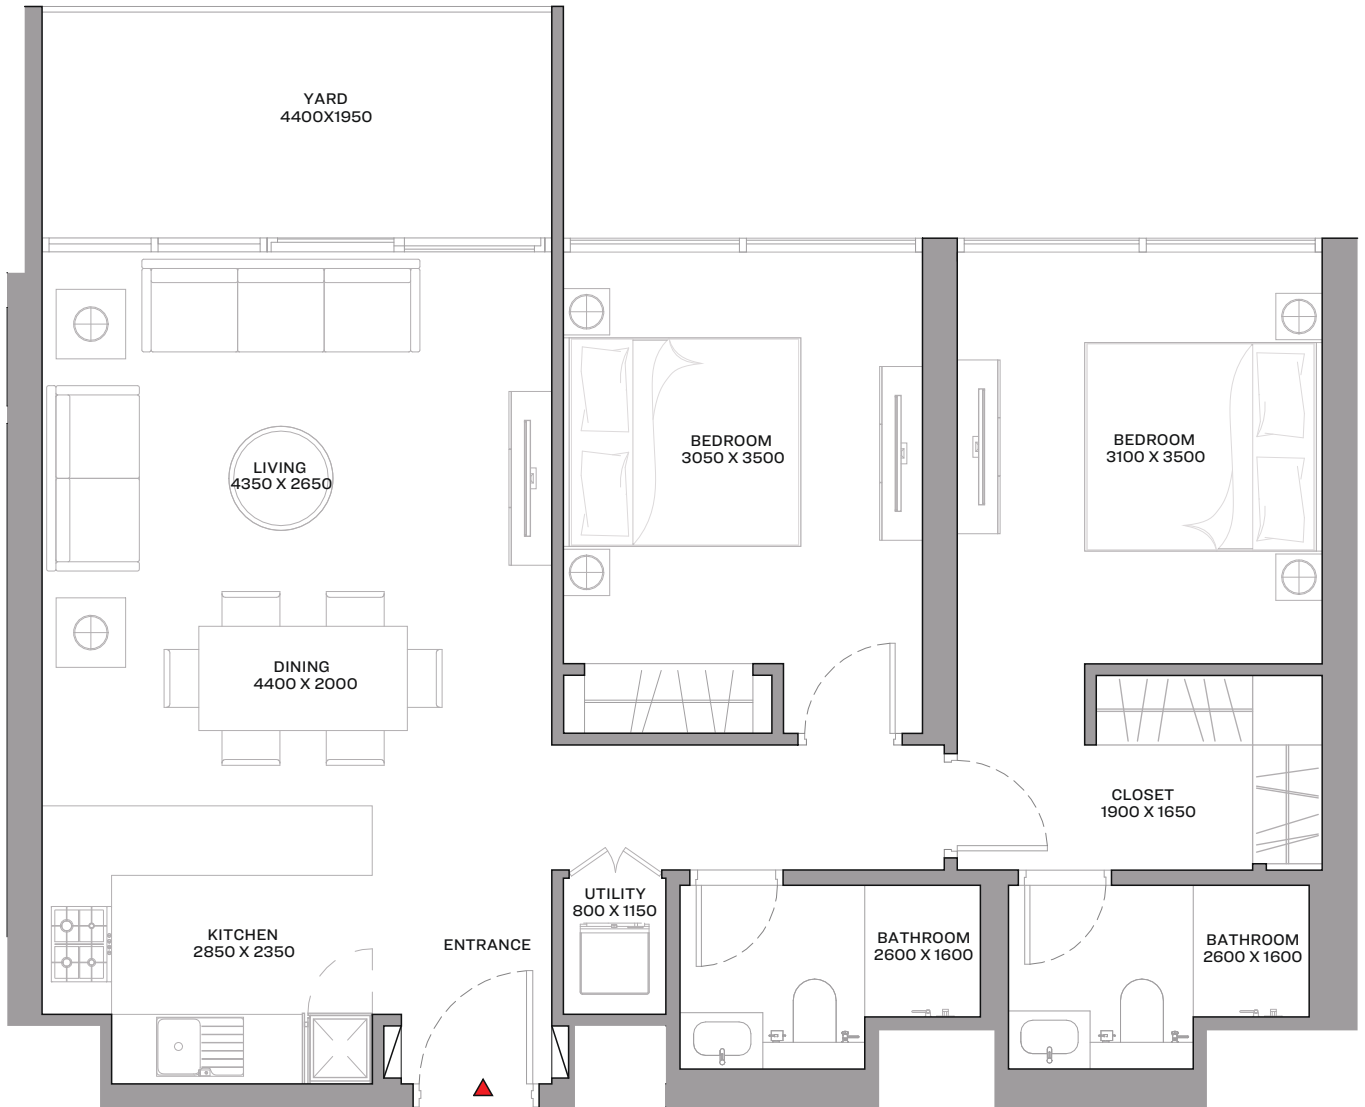 YARD
4400X1950
LIVING
4350 X 2650
BEDROOM
3050 X 3500
BEDROOM
3100 X 3500
DINING
4400 X 2000
CLOSET
1900 X 1650
UTILITY
800 X 1150
KITCHEN
2850 X 2350
ENTRANCE
BATHROOM
2600 X 1600
BATHROOM
2600 X 1600